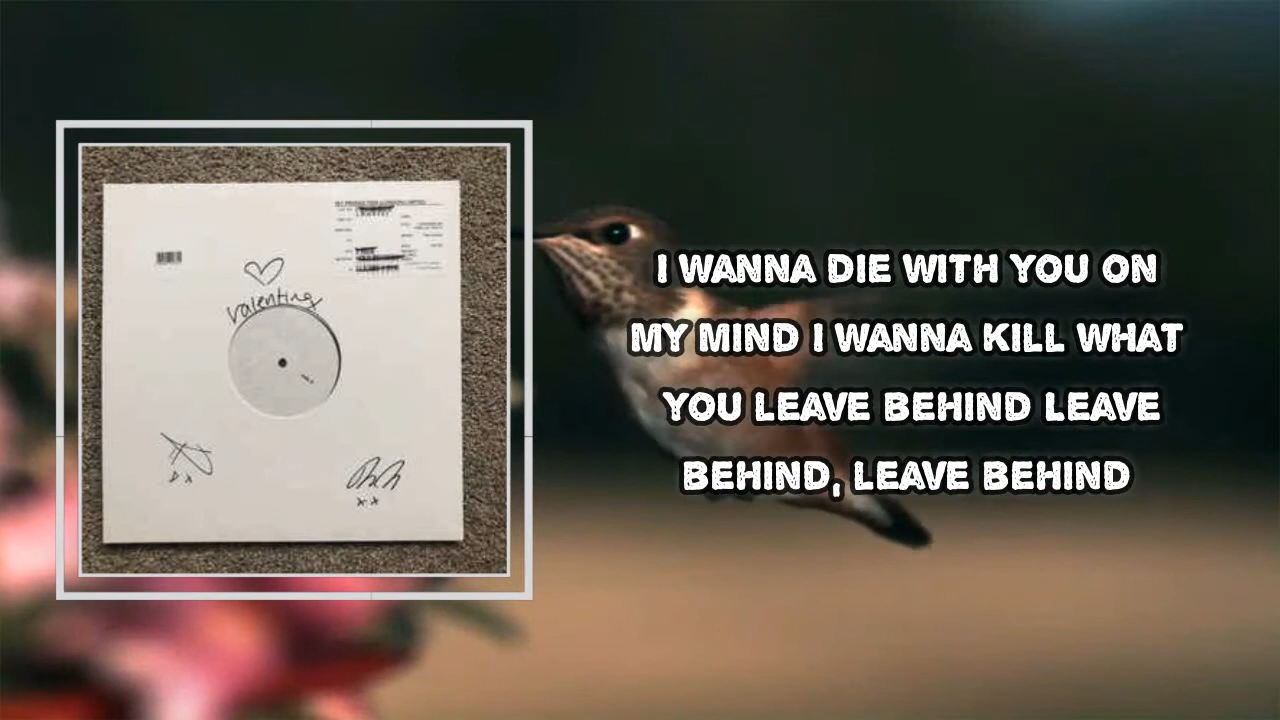 valentine
I WANNA DIE WITH YOU ON
MY MIND I WANNA KILL WHAT
YOU LEAVE BEHIND LEAVE
BEHIND, LEAVE BEHIND